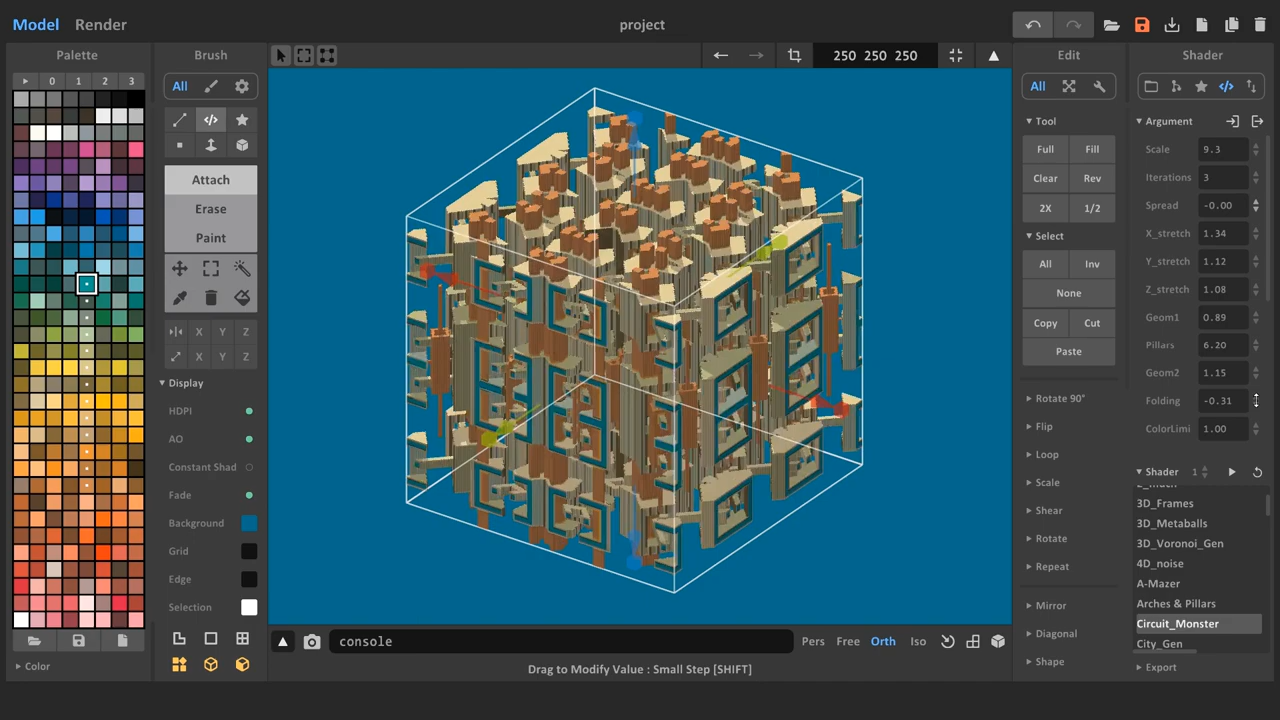 Model
Render
project
Palette
Brush
250 250 250
Edit
Shader
0
1
2
3
All
All
Tool
Argument
Full
Fill
Scale
9.3
Clear
Rev
Iterations
3
Attach
2X
1/2
Spread
-0.00
Erase
Select
X_stretch
1.34
Paint
All
Inv
Y_stretch
1.12
None
Z_stretch
1.08
Copy
Cut
Geom1
0.89
X
Y
Z
Paste
Pillars
6.20
X
Y
Z
Geom2
1.15
Display
Rotate 90°
Folding
-0.31
HDPI
Flip
ColorLimi
1.00
AO
Loop
Constant Shad
Scale
Shader
1
Fade
Shear
3D_Frames
Background
3D_Metaballs
Grid
Rotate
3D_Voronoi_Gen
Edge
Repeat
4D_noise
Selection
A-Mazer
Mirror
Arches & Pillars
Diagonal
Circuit_Monster
console
Pers
Free
Orth
Iso
City_Gen
Color
Shape
Export
Drag to Modify Value : Small Step [SHIFT]